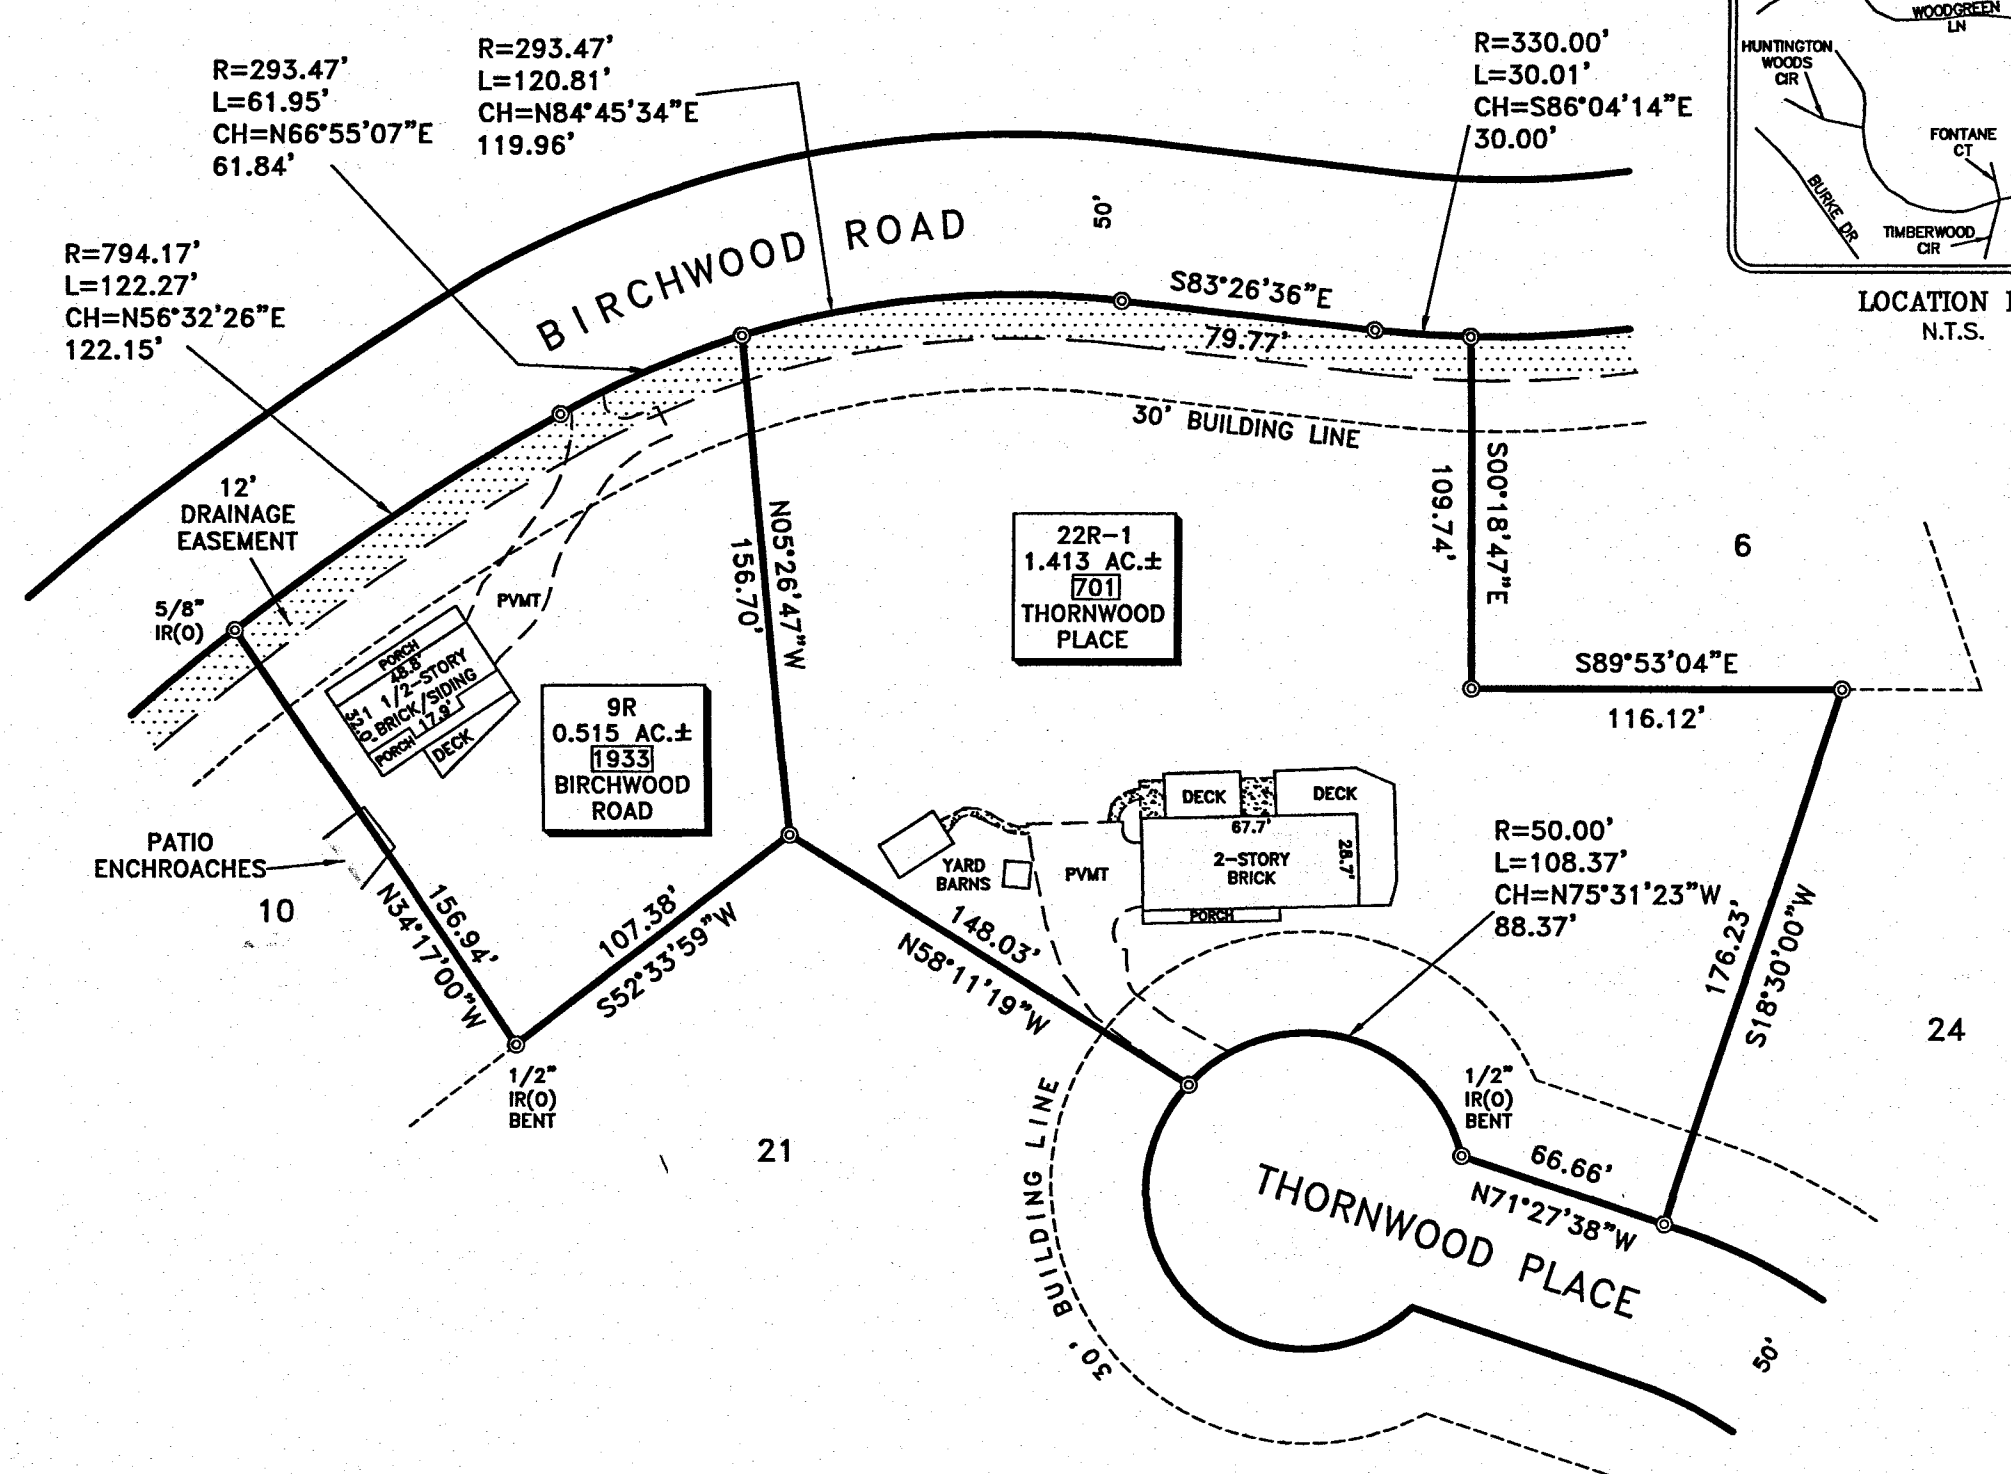 R=293.47'
L=61.95'
CH=N66°55'07"E
61.84'
R=293.47'
L=120.81'
CH=N84°45'34"E
119.96'
R=330.00'
L=30.01'
CH=S86°04'14"E
30.00'
WOODGREEN
LN
HUNTINGTON
WOODS
CIR
FONTANE
CT
BURKE DR
TIMBERWOOD
CIR
LOCATION
N.T.S.
R=794.17'
L=122.27'
CH=N56°32'26"E
122.15'
BIRCHWOOD ROAD
50'
S83°26'36"E
79.77'
30' BUILDING LINE
12'
DRAINAGE
EASEMENT
5/8"
IR(O)
PVMT
N05°26'47"W
156.70'
22R-1
1.413 AC.±
701
THORNWOOD
PLACE
S00°18'47"E
109.74'
6
S89°53'04"E
116.12'
PORCH
48.8'
1 1/2-STORY
BRICK/SIDING
32.0'
17.9'
PORCH
DECK
9R
0.515 AC.±
1933
BIRCHWOOD
ROAD
PATIO
ENCHROACHES
10
156.94'
N34°17'00"W
107.38'
S52°33'59"W
1/2"
IR(O)
BENT
21
YARD
BARNS
PVMT
DECK
DECK
67.7'
28.7'
2-STORY
BRICK
PORCH
148.03'
N58°11'19"W
R=50.00'
L=108.37'
CH=N75°31'23"W
88.37'
176.23'
S18°30'00"W
24
1/2"
IR(O)
BENT
66.66'
N71°27'38"W
THORNWOOD PLACE
30' BUILDING LINE
50'